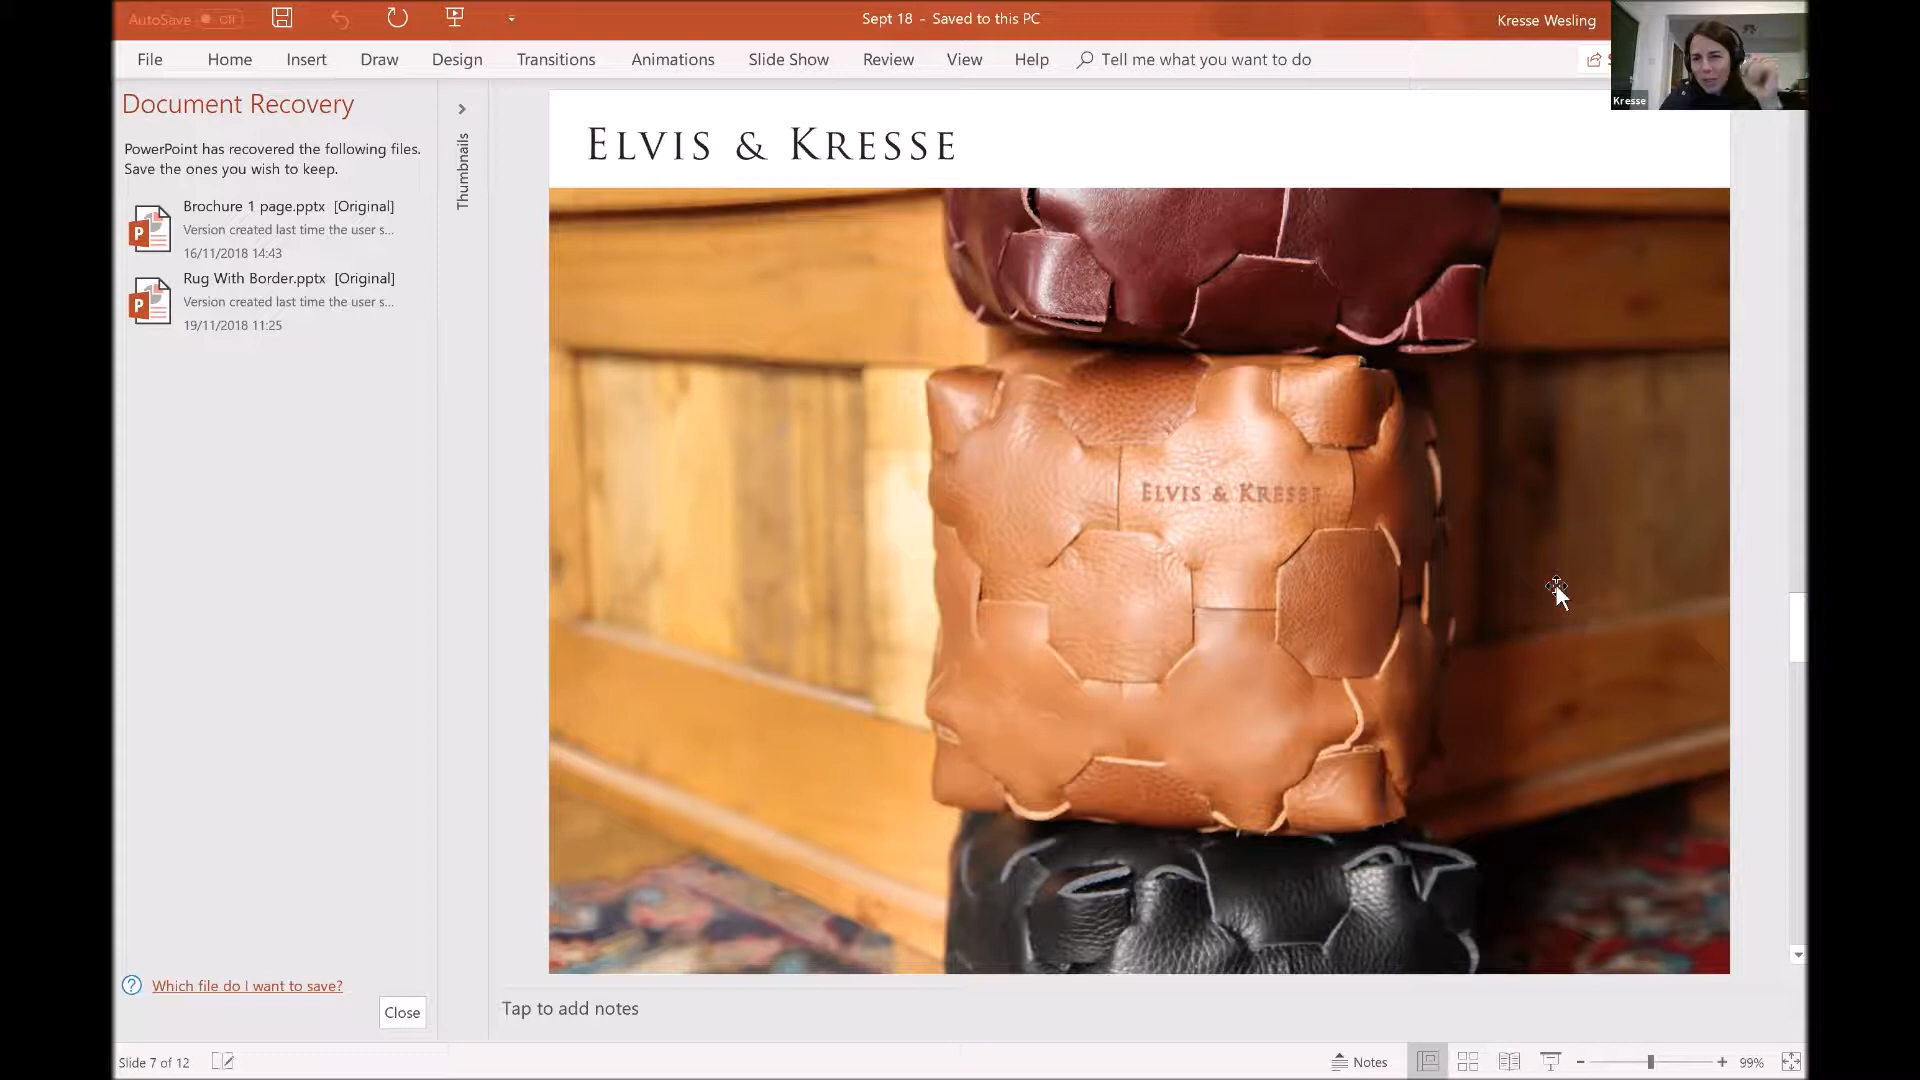 AutoSave Off
Sept 18 - Saved to this PC
Kresse Wesling
File Home Insert Draw Design Transitions Animations Slide Show Review View Help Tell me what you want to do
Kresse
Document Recovery
PowerPoint has recovered the following files.
Save the ones you wish to keep.
Brochure 1 page.pptx [Original]
Version created last time the user s...
16/11/2018 14:43
Rug With Border.pptx [Original]
Version created last time the user s...
19/11/2018 11:25
Which file do I want to save?
Close
Thumbnails
ELVIS & KRESSE
ELVIS & KRESSE
Tap to add notes
Slide 7 of 12
Notes
99%